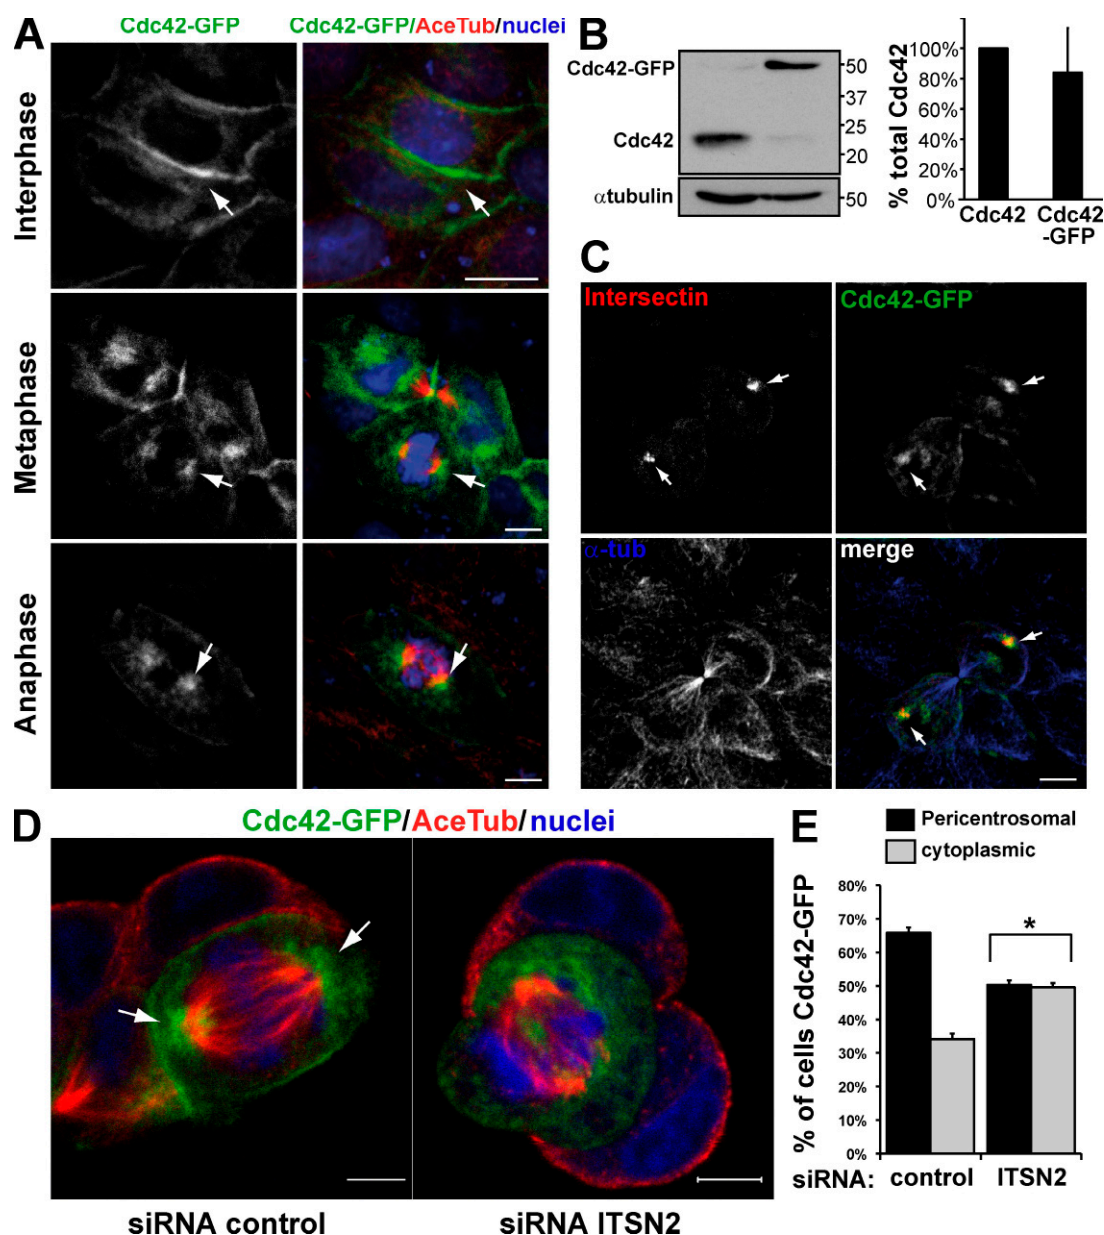 A
Cdc42-GFP
Cdc42-GFP/AceTub/nuclei
Interphase
Metaphase
Anaphase
B
Cdc42-GFP
Cdc42
αtubulin
50
37
25
20
50
% total Cdc42
100%
80%
60%
40%
20%
0%
Cdc42
Cdc42
-GFP
C
Intersectin
Cdc42-GFP
α-tub
merge
D
Cdc42-GFP/AceTub/nuclei
siRNA control
siRNA ITSN2
E
Pericentrosomal
cytoplasmic
% of cells Cdc42-GFP
80%
70%
60%
50%
40%
30%
20%
10%
0%
*
siRNA: control ITSN2